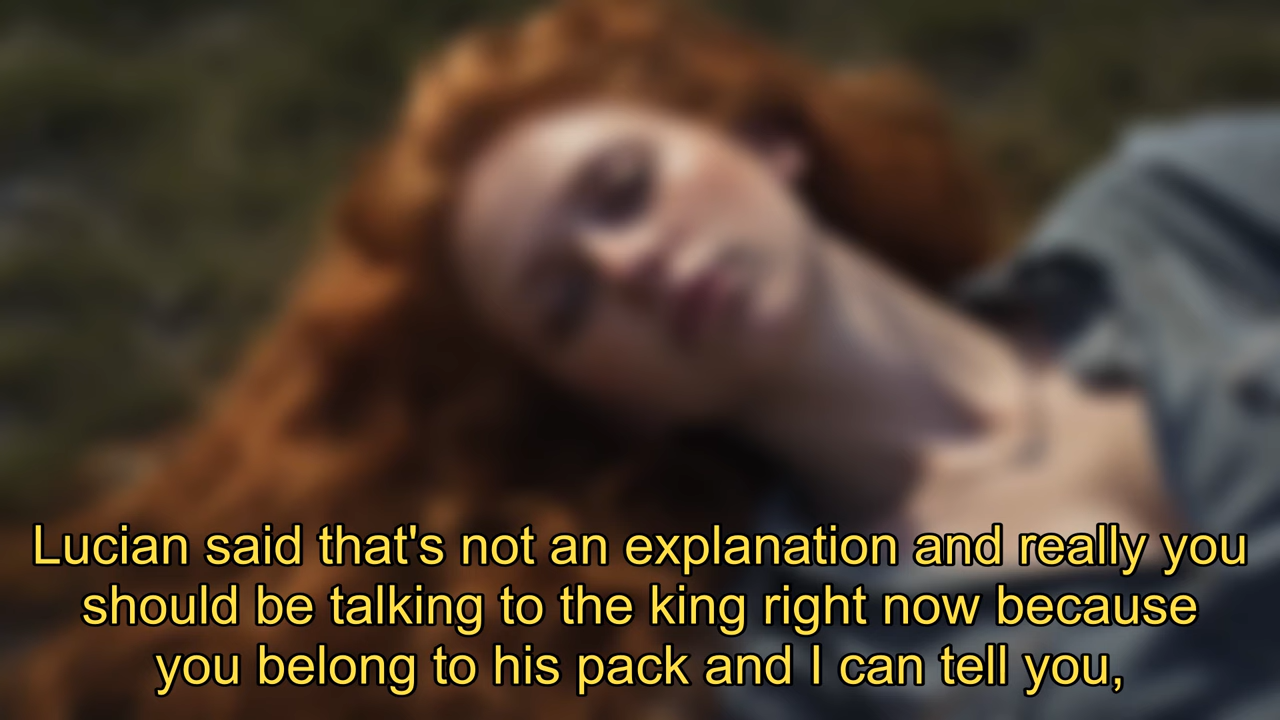 Lucian said that's not an explanation and really you
should be talking to the king right now because
you belong to his pack and I can tell you,